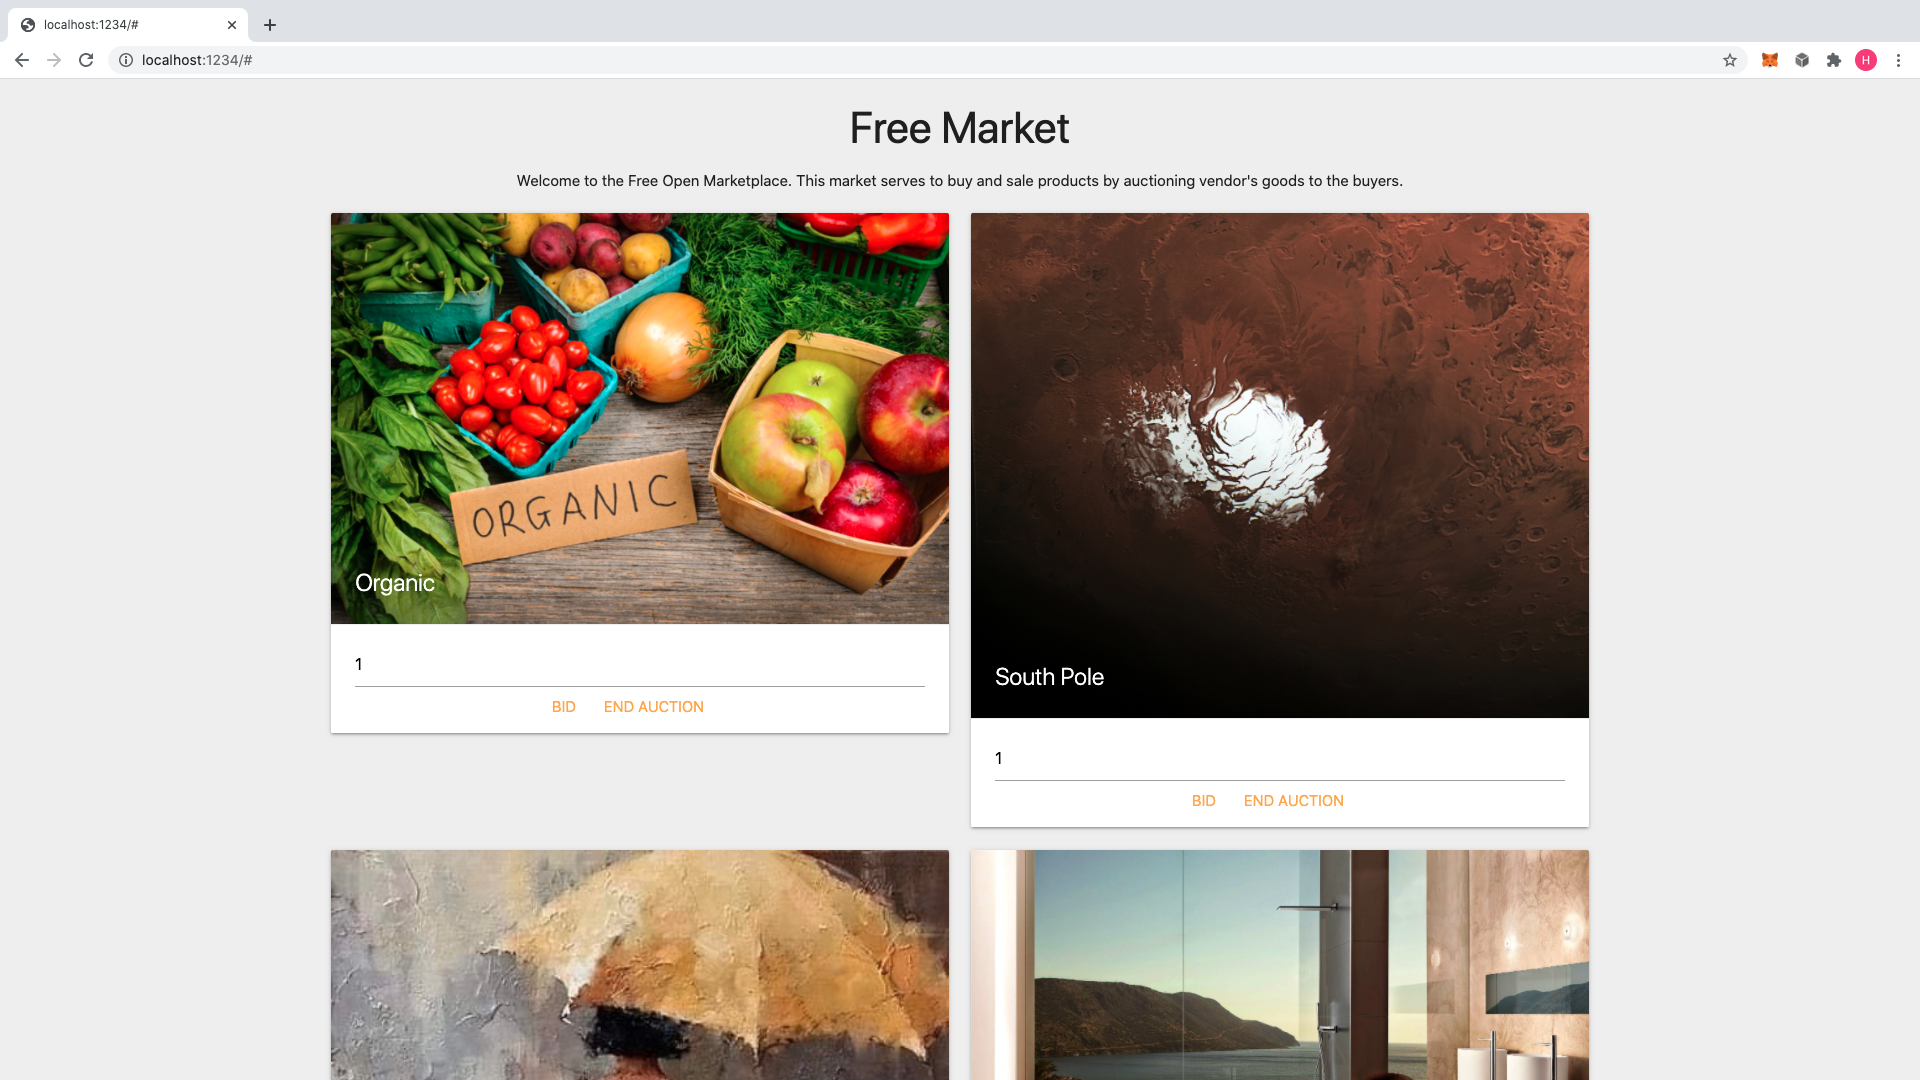 localhost:1234/#
localhost:1234/#
H
Free Market
Welcome to the Free Open Marketplace. This market serves to buy and sale products by auctioning vendor's goods to the buyers.
ORGANIC
Organic
1
BID END AUCTION
South Pole
1
BID END AUCTION